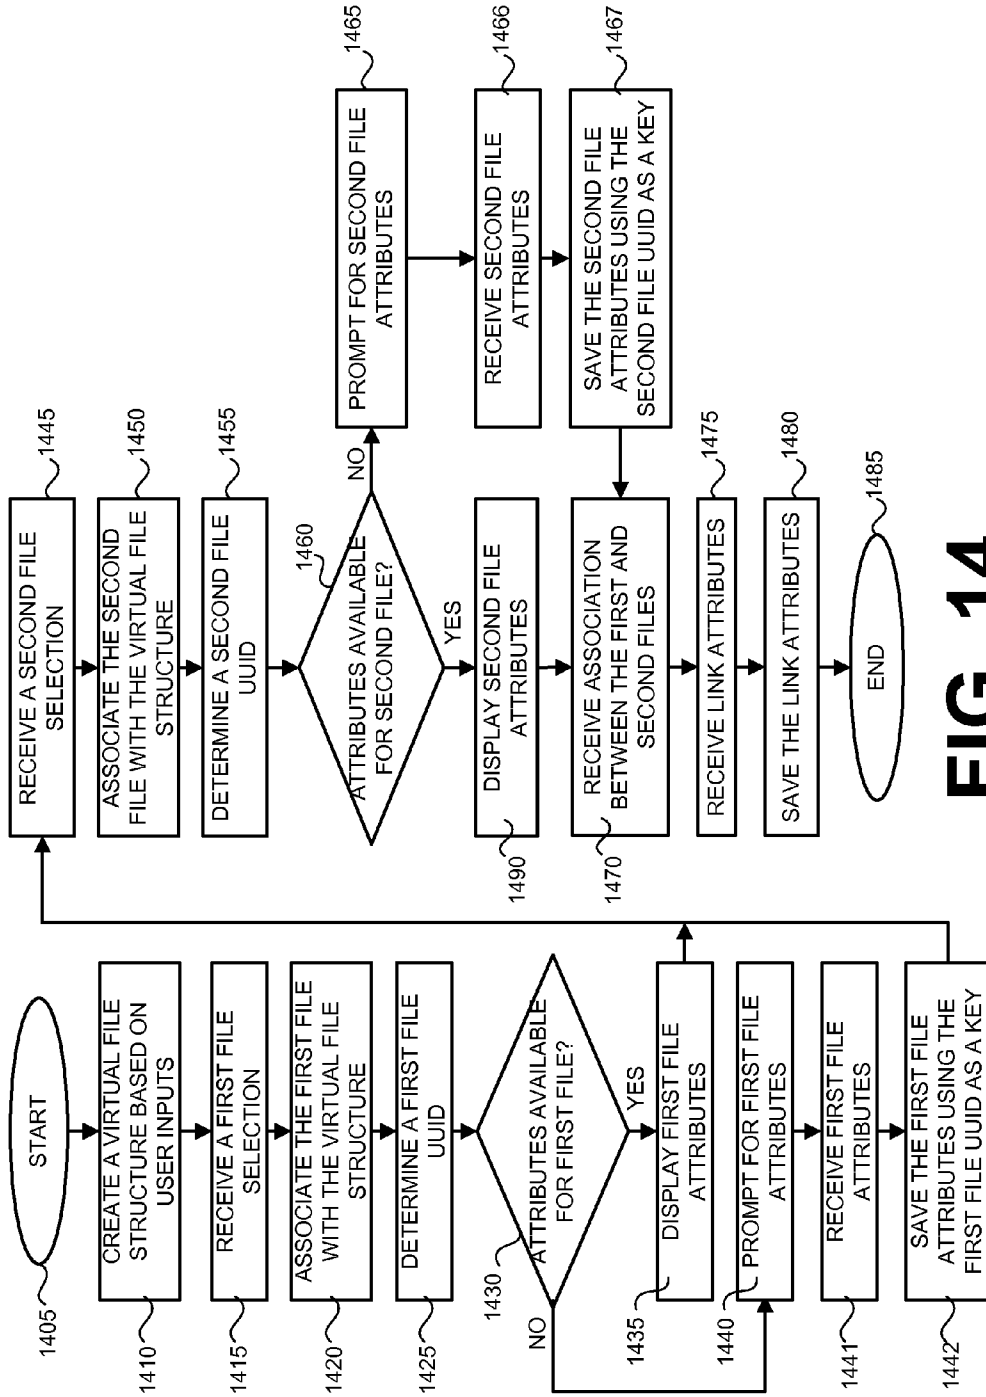 START
1405
CREATE A VIRTUAL FILE
STRUCTURE BASED ON
USER INPUTS
1410
RECEIVE A FIRST FILE
SELECTION
1415
ASSOCIATE THE FIRST FILE
WITH THE VIRTUAL FILE
STRUCTURE
1420
DETERMINE A FIRST FILE
UUID
1425
ATTRIBUTES AVAILABLE
FOR FIRST FILE?
1430
NO
YES
DISPLAY FIRST FILE
ATTRIBUTES
1435
PROMPT FOR FIRST FILE
ATTRIBUTES
1440
RECEIVE FIRST FILE
ATTRIBUTES
1441
SAVE THE FIRST FILE
ATTRIBUTES USING THE
FIRST FILE UUID AS A KEY
1442
RECEIVE A SECOND FILE
SELECTION
1445
ASSOCIATE THE SECOND
FILE WITH THE VIRTUAL FILE
STRUCTURE
1450
DETERMINE A SECOND FILE
UUID
1455
ATTRIBUTES AVAILABLE
FOR SECOND FILE?
1460
NO
YES
PROMPT FOR SECOND FILE
ATTRIBUTES
1465
RECEIVE SECOND FILE
ATTRIBUTES
1466
SAVE THE SECOND FILE
ATTRIBUTES USING THE
SECOND FILE UUID AS A KEY
1467
DISPLAY SECOND FILE
ATTRIBUTES
1490
RECEIVE ASSOCIATION
BETWEEN THE FIRST AND
SECOND FILES
1470
RECEIVE LINK ATTRIBUTES
1475
SAVE THE LINK ATTRIBUTES
1480
END
1485
FIG. 14